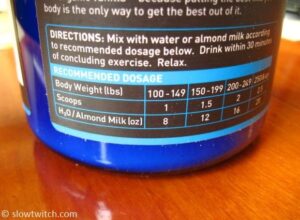 body is the only way to get the best out of it.
DIRECTIONS: Mix with water or almond milk according
to recommended dosage below. Drink within 30 minutes
of concluding exercise. Relax.
RECOMMENDED DOSAGE
Body Weight (lbs) 100-149 150-199 200-249
Scoops 1 1.5 2
H₂O/Almond Milk (oz) 8 12 16
© slowtwitch.com